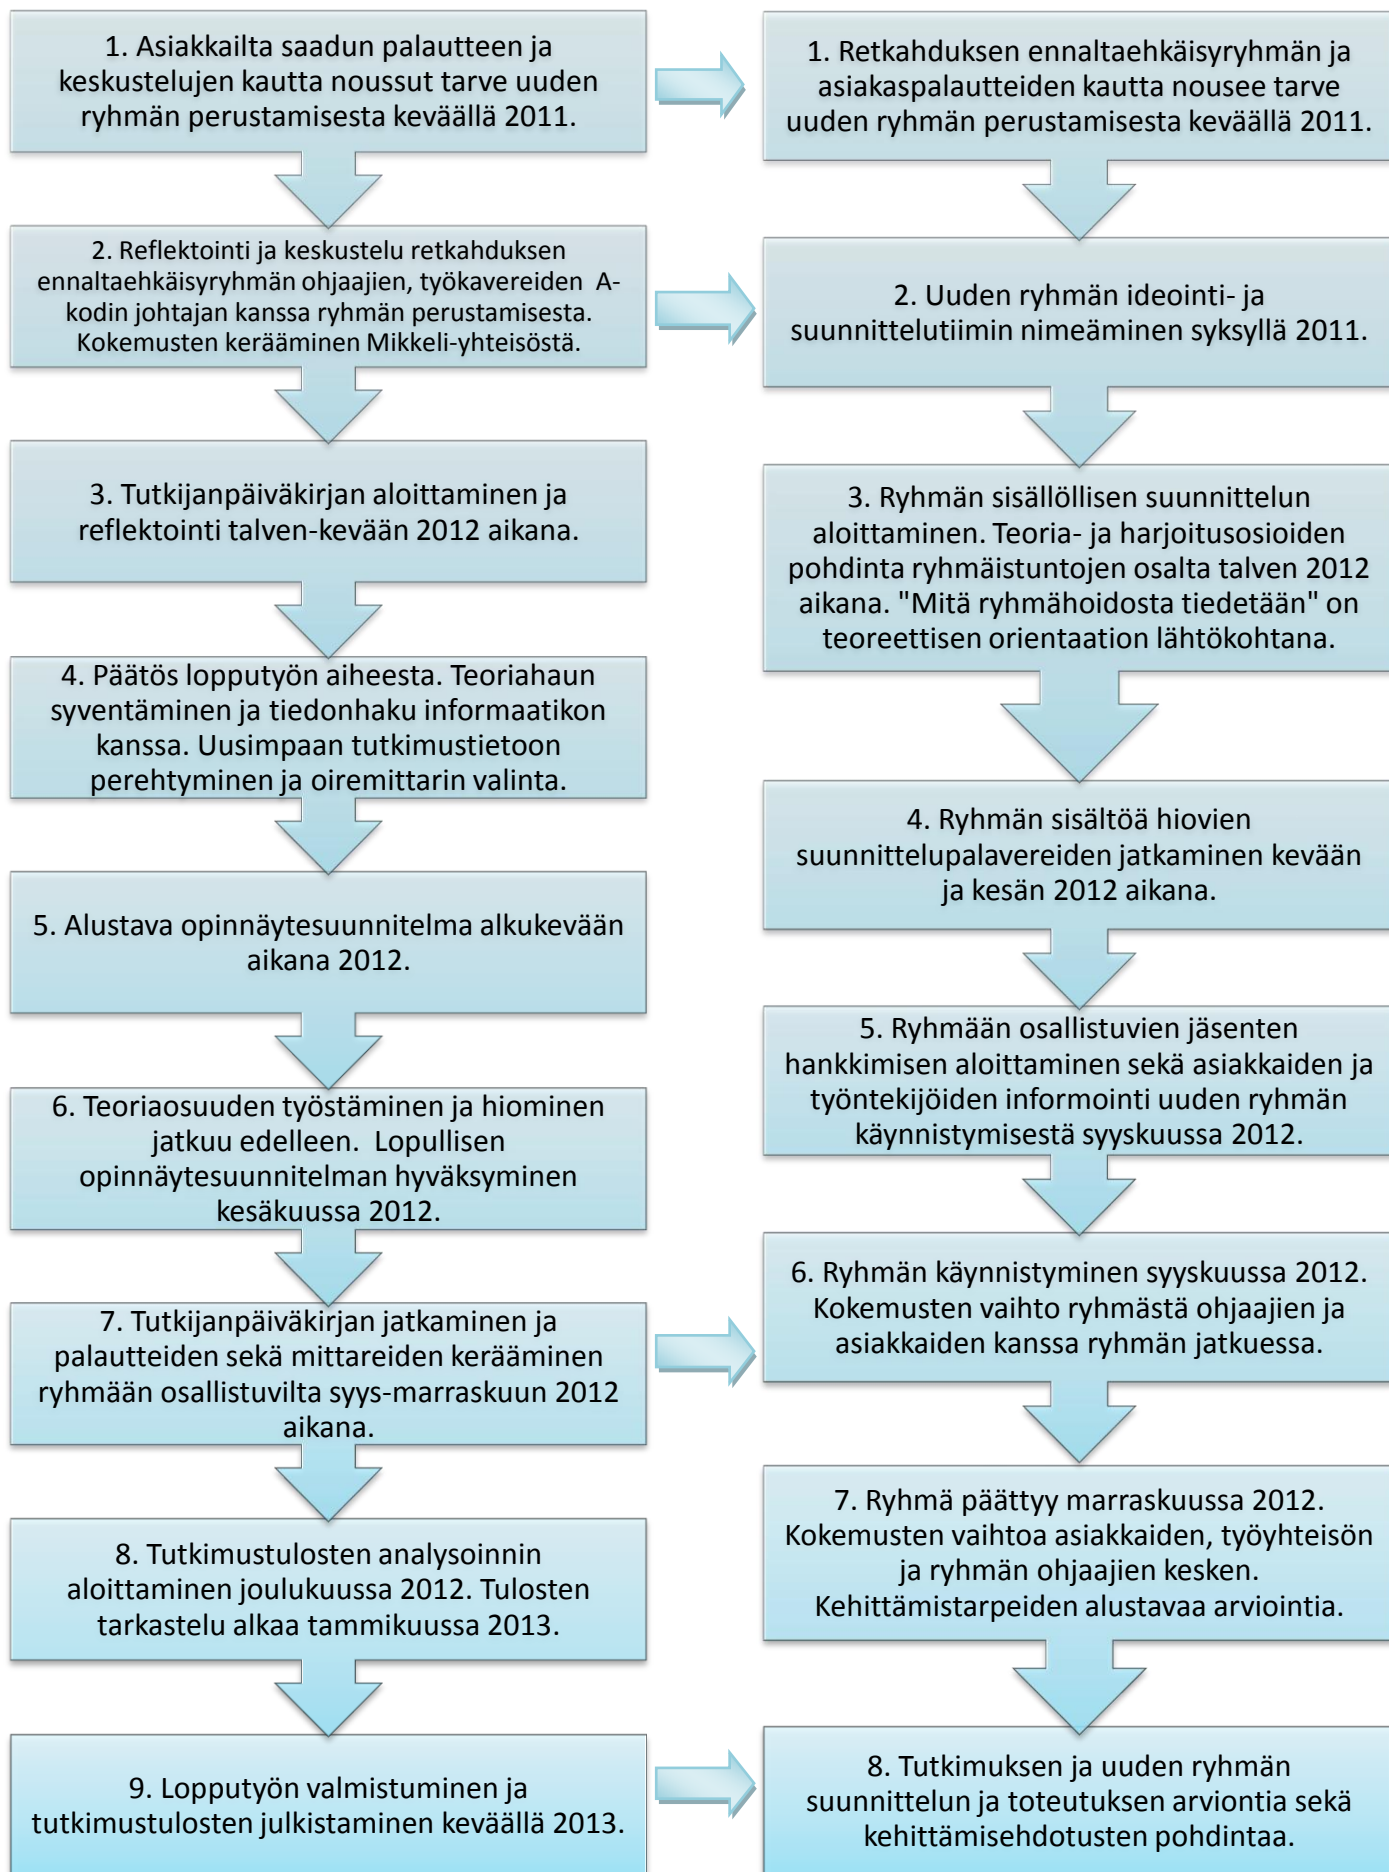 1. Asiakkailta saadun palautteen ja
keskustelujen kautta noussut tarve uuden
ryhmän perustamisesta keväällä 2011.
2. Reflektointi ja keskustelu retkahduksen
ennaltaehkäisyryhmän ohjaajien, työkavereiden A-
kodin johtajan kanssa ryhmän perustamisesta.
Kokemusten kerääminen Mikkeli-yhteisöstä.
3. Tutkijanpäiväkirjan aloittaminen ja
reflektointi talven-kevään 2012 aikana.
4. Päätös lopputyön aiheesta. Teoriahaun
syventäminen ja tiedonhaku informaatikon
kanssa. Uusimpaan tutkimustietoon
perehtyminen ja oiremittarin valinta.
5. Alustava opinnäytesuunnitelma alkukevään
aikana 2012.
6. Teoriaosuuden työstäminen ja hiominen
jatkuu edelleen. Lopullisen
opinnäytesuunnitelman hyväksyminen
kesäkuussa 2012.
7. Tutkijanpäiväkirjan jatkaminen ja
palautteiden sekä mittareiden kerääminen
ryhmään osallistuvilta syys-marraskuun 2012
aikana.
8. Tutkimustulosten analysoinnin
aloittaminen joulukuussa 2012. Tulosten
tarkastelu alkaa tammikuussa 2013.
9. Lopputyön valmistuminen ja
tutkimustulosten julkistaminen keväällä 2013.
1. Retkahduksen ennaltaehkäisyryhmän ja
asiakaspalautteiden kautta nousee tarve
uuden ryhmän perustamisesta keväällä 2011.
2. Uuden ryhmän ideointi- ja
suunnittelutiimin nimeäminen syksyllä 2011.
3. Ryhmän sisällöllisen suunnittelun
aloittaminen. Teoria- ja harjoitusosioiden
pohdinta ryhmäistuntojen osalta talven 2012
aikana. "Mitä ryhmähoidosta tiedetään" on
teoreettisen orientaation lähtökohtana.
4. Ryhmän sisältöä hiovien
suunnittelupalavereiden jatkaminen kevään
ja kesän 2012 aikana.
5. Ryhmään osallistuvien jäsenten
hankkimisen aloittaminen sekä asiakkaiden ja
työntekijöiden informointi uuden ryhmän
käynnistymisestä syyskuussa 2012.
6. Ryhmän käynnistyminen syyskuussa 2012.
Kokemusten vaihto ryhmästä ohjaajien ja
asiakkaiden kanssa ryhmän jatkuessa.
7. Ryhmä päättyy marraskuussa 2012.
Kokemusten vaihtoa asiakkaiden, työyhteisön
ja ryhmän ohjaajien kesken.
Kehittämistarpeiden alustavaa arviointia.
8. Tutkimuksen ja uuden ryhmän
suunnittelun ja toteutuksen arviontia sekä
kehittämisehdotusten pohdintaa.